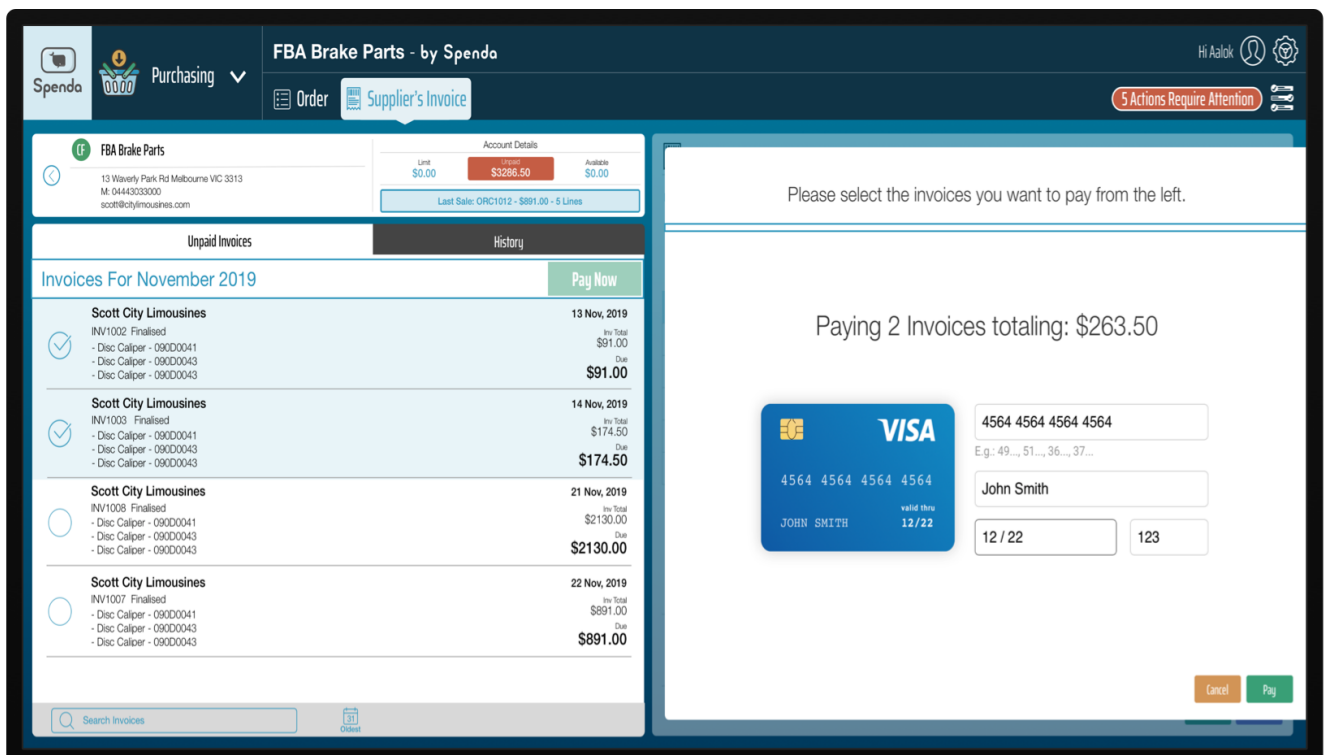 Spenda
Purchasing
FBA Brake Parts - by Spenda
Hi Aalok
Order
Supplier's Invoice
5 Actions Require Attention
CF
FBA Brake Parts
13 Waverly Park Rd Melbourne VIC 3313
M: 04443033000
scott@citylimousines.com
Account Details
Limit
$0.00
Unpaid
$3286.50
Available
$0.00
Last Sale: ORC1012 - $891.00 - 5 Lines
Unpaid Invoices
History
Invoices For November 2019
Pay Now
Scott City Limousines
13 Nov, 2019
INV1002 Finalised
Inv Total
$91.00
- Disc Caliper - 090D0041
- Disc Caliper - 090D0043
- Disc Caliper - 090D0043
Due
$91.00
Scott City Limousines
14 Nov, 2019
INV1003 Finalised
Inv Total
$174.50
- Disc Caliper - 090D0041
- Disc Caliper - 090D0043
- Disc Caliper - 090D0043
Due
$174.50
Scott City Limousines
21 Nov, 2019
INV1008 Finalised
Inv Total
$2130.00
- Disc Caliper - 090D0041
- Disc Caliper - 090D0043
- Disc Caliper - 090D0043
Due
$2130.00
Scott City Limousines
22 Nov, 2019
INV1007 Finalised
Inv Total
$891.00
- Disc Caliper - 090D0041
- Disc Caliper - 090D0043
- Disc Caliper - 090D0043
Due
$891.00
Search Invoices
31
Oldest
Please select the invoices you want to pay from the left.
Paying 2 Invoices totaling: $263.50
VISA
4564 4564 4564 4564
valid thru
JOHN SMITH
12/22
4564 4564 4564 4564
E.g.: 49..., 51..., 36..., 37...
John Smith
12 / 22
123
Cancel
Pay